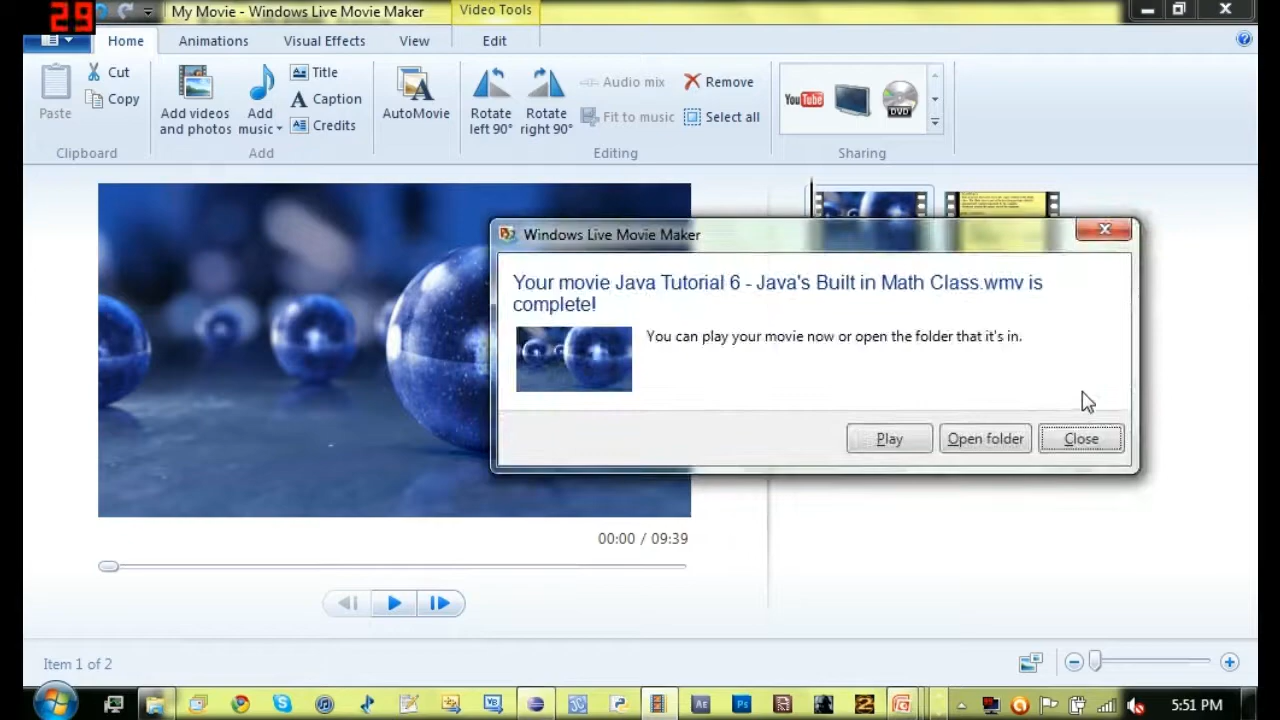 29
My Movie - Windows Live Movie Maker
Video Tools
Home
Animations
Visual Effects
View
Edit
Paste
Cut
Copy
Clipboard
Add videos
and photos
Add
music
Title
Caption
Credits
Add
AutoMovie
Rotate
left 90°
Rotate
right 90°
Audio mix
Fit to music
Remove
Select all
Editing
YouTube
DVD
Sharing
Windows Live Movie Maker
Your movie Java Tutorial 6 - Java's Built in Math Class.wmv is
complete!
You can play your movie now or open the folder that it's in.
Play
Open folder
Close
00:00 / 09:39
Item 1 of 2
Ae
Ps
5:51 PM